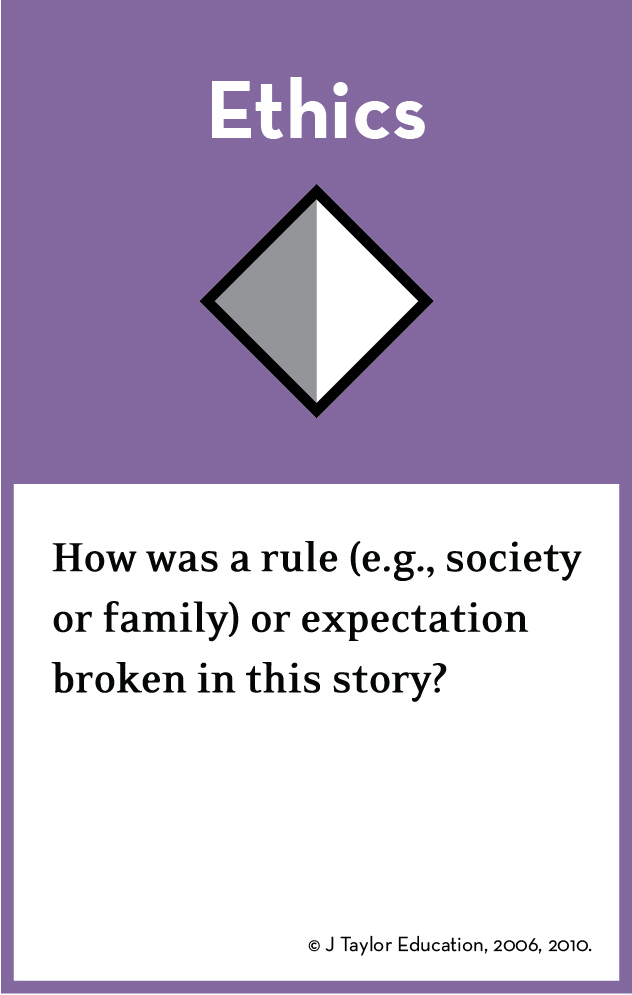 Ethics
How was a rule (e.g., society
or family) or expectation
broken in this story?
© J Taylor Education, 2006, 2010.